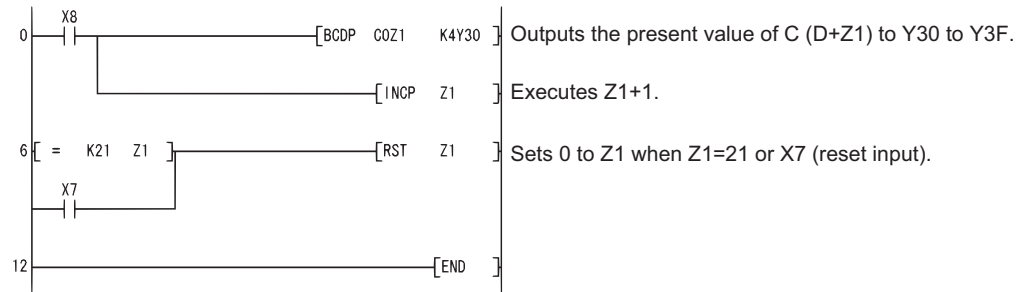 X8
0 [BCDP C0Z1 K4Y30 ] Outputs the present value of C (D+Z1) to Y30 to Y3F.
[INCP Z1 ] Executes Z1+1.
6 [ = K21 Z1 ] [RST Z1 ] Sets 0 to Z1 when Z1=21 or X7 (reset input).
X7
12 [END ]